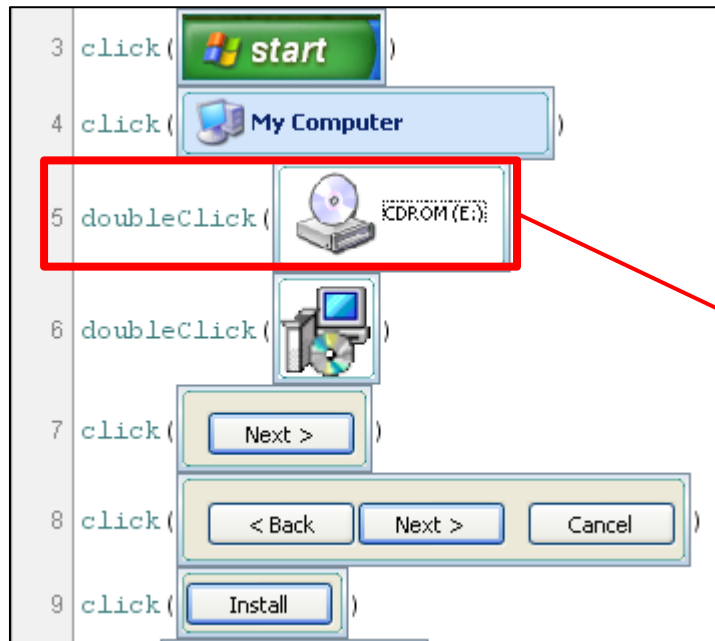 3 click( start )
4 click( My Computer )
5 doubleClick( CDROM (E:)
6 doubleClick( )
7 click( Next > )
8 click( < Back Next > Cancel )
9 click( Install )